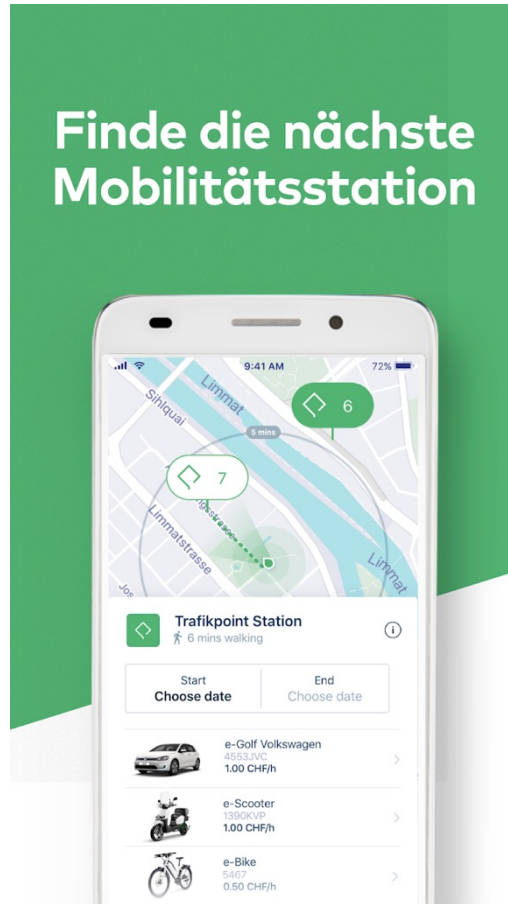 Finde die nächste
Mobilitätsstation
9:41 AM
72%
Limmat
Sihlquai
6
5 mins
7
Limmatstrasse
Limmat
Trafikpoint Station
6 mins walking
Start
Choose date
End
Choose date
e-Golf Volkswagen
4553JVC
1.00 CHF/h
e-Scooter
1390KVP
1.00 CHF/h
e-Bike
5467
0.50 CHF/h